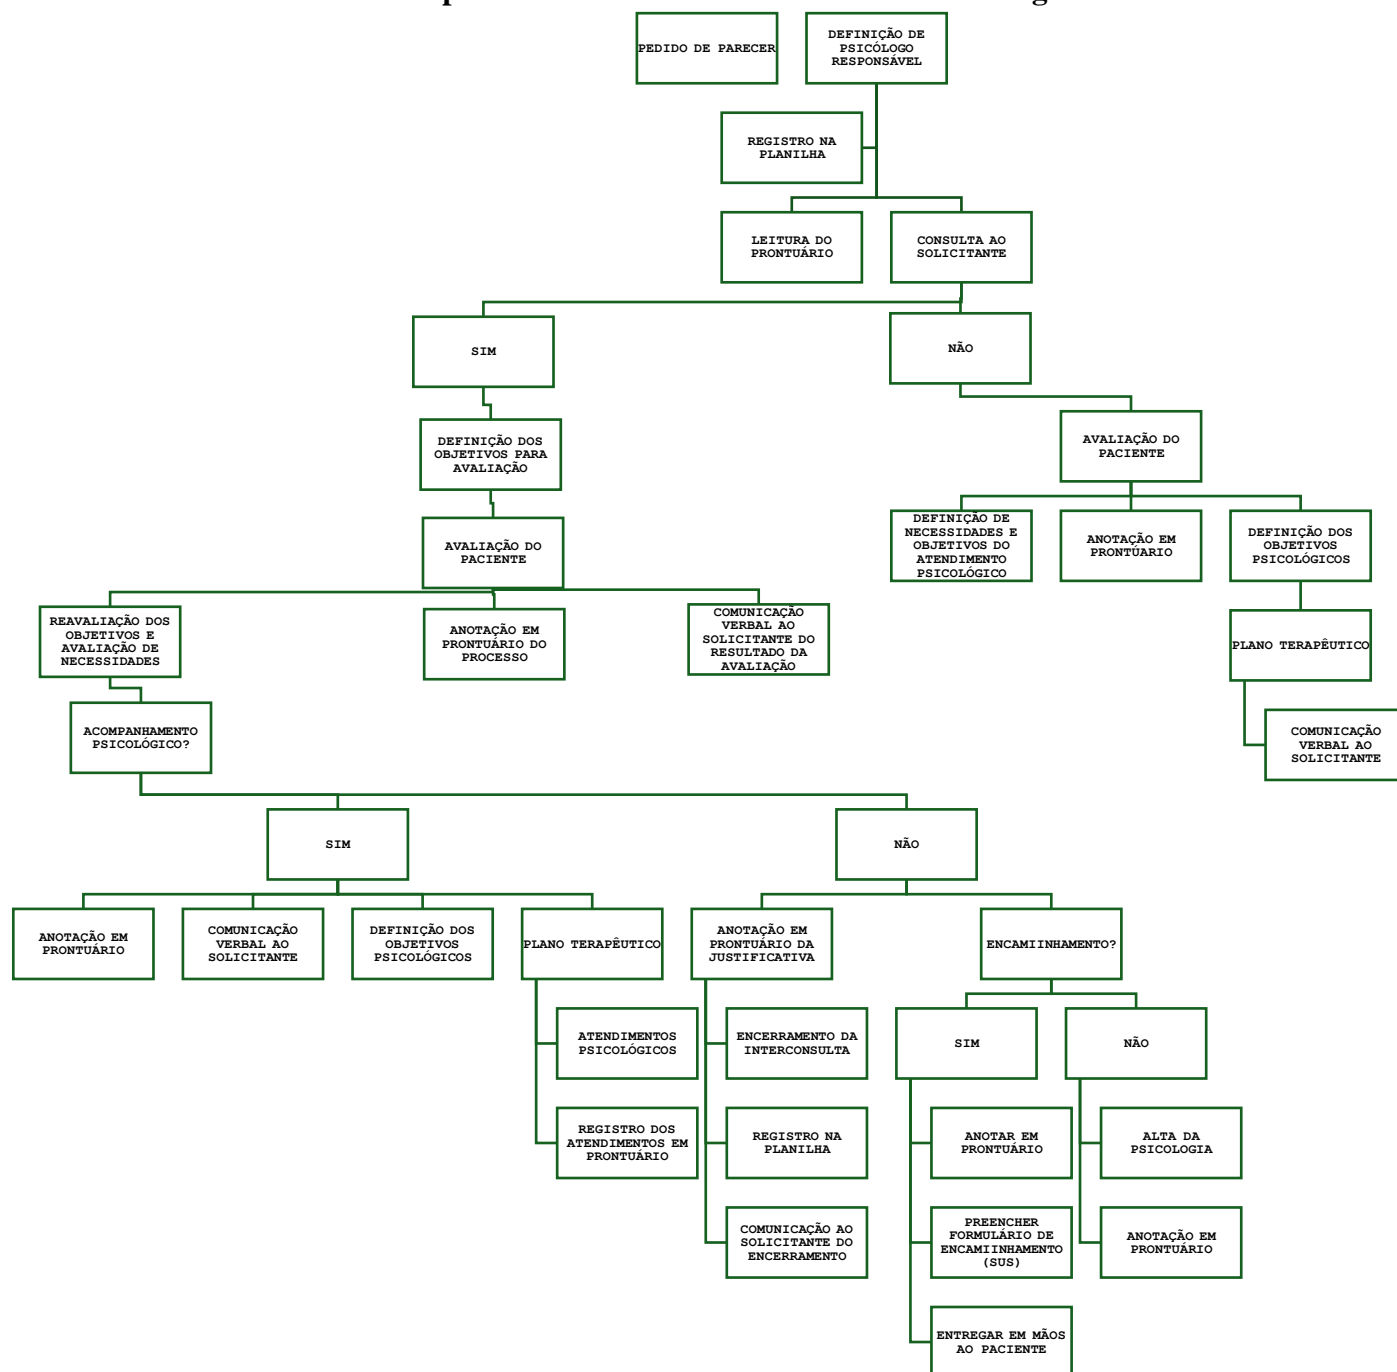 PEDIDO DE PARECER
DEFINIÇÃO DE
PSICÓLOGO
RESPONSÁVEL
REGISTRO NA
PLANILHA
LEITURA DO
PRONTUÁRIO
CONSULTA AO
SOLICITANTE
SIM
NÃO
DEFINIÇÃO DOS
OBJETIVOS PARA
AVALIAÇÃO
AVALIAÇÃO DO
PACIENTE
AVALIAÇÃO DO
PACIENTE
DEFINIÇÃO DE
NECESSIDADES E
OBJETIVOS DO
ATENDIMENTO
PSICOLÓGICO
ANOTAÇÃO EM
PRONTÚARIO
DEFINIÇÃO DOS
OBJETIVOS
PSICOLÓGICOS
REAVALIAÇÃO DOS
OBJETIVOS E
AVALIAÇÃO DE
NECESSIDADES
ANOTAÇÃO EM
PRONTUÁRIO DO
PROCESSO
COMUNICAÇÃO
VERBAL AO
SOLICITANTE DO
RESULTADO DA
AVALIAÇÃO
PLANO TERAPÊUTICO
COMUNICAÇÃO
VERBAL AO
SOLICITANTE
ACOMPANHAMENTO
PSICOLÓGICO?
SIM
NÃO
ANOTAÇÃO EM
PRONTUÁRIO
COMUNICAÇÃO
VERBAL AO
SOLICITANTE
DEFINIÇÃO DOS
OBJETIVOS
PSICOLÓGICOS
PLANO TERAPÊUTICO
ANOTAÇÃO EM
PRONTUÁRIO DA
JUSTIFICATIVA
ENCAMIINHAMENTO?
ATENDIMENTOS
PSICOLÓGICOS
ENCERRAMENTO DA
INTERCONSULTA
SIM
NÃO
REGISTRO DOS
ATENDIMENTOS EM
PRONTUÁRIO
REGISTRO NA
PLANILHA
ANOTAR EM
PRONTUÁRIO
ALTA DA
PSICOLOGIA
COMUNICAÇÃO AO
SOLICITANTE DO
ENCERRAMENTO
PREENCHER
FORMULÁRIO DE
ENCAMIINHAMENTO
(SUS)
ANOTAÇÃO EM
PRONTUÁRIO
ENTREGAR EM MÃOS
AO PACIENTE